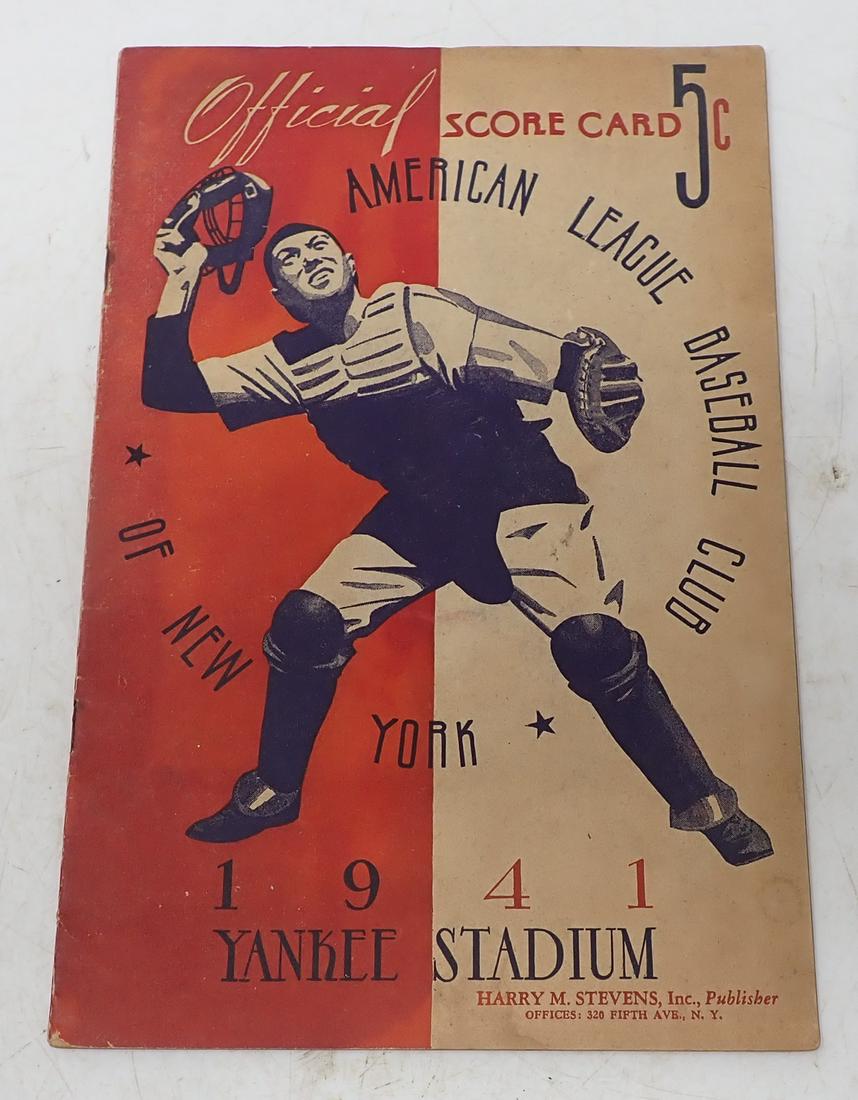 Official SCORE CARD 5C
AMERICAN LEAGUE BASEBALL CLUB
OF NEW YORK
1941
YANKEE STADIUM
HARRY M. STEVENS, Inc., Publisher
OFFICES: 320 FIFTH AVE., N. Y.